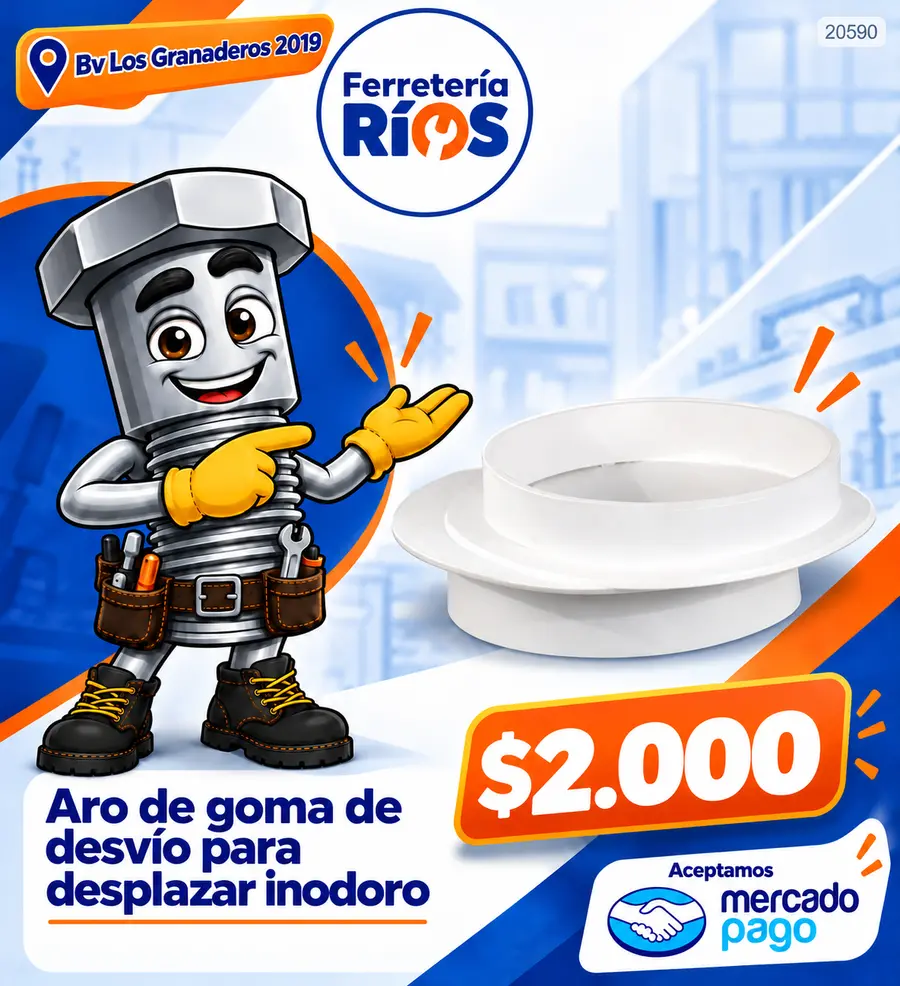 Bv Los Granaderos 2019
20590
Ferretería
Ríos
Aro de goma de
desvío para
desplazar inodoro
$2.000
Aceptamos
mercado
pago